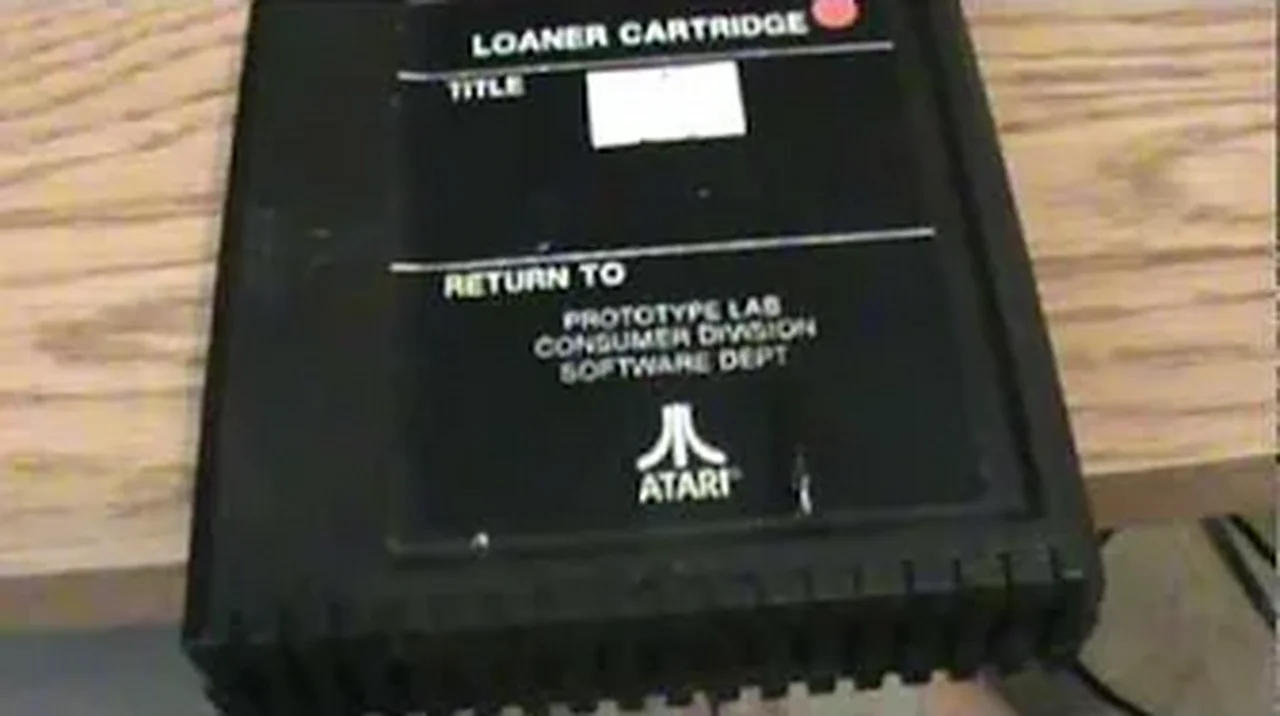 LOANER CARTRIDGE
TITLE
RETURN TO
PROTOTYPE LAB
CONSUMER DIVISION
SOFTWARE DEPT
ATARI®